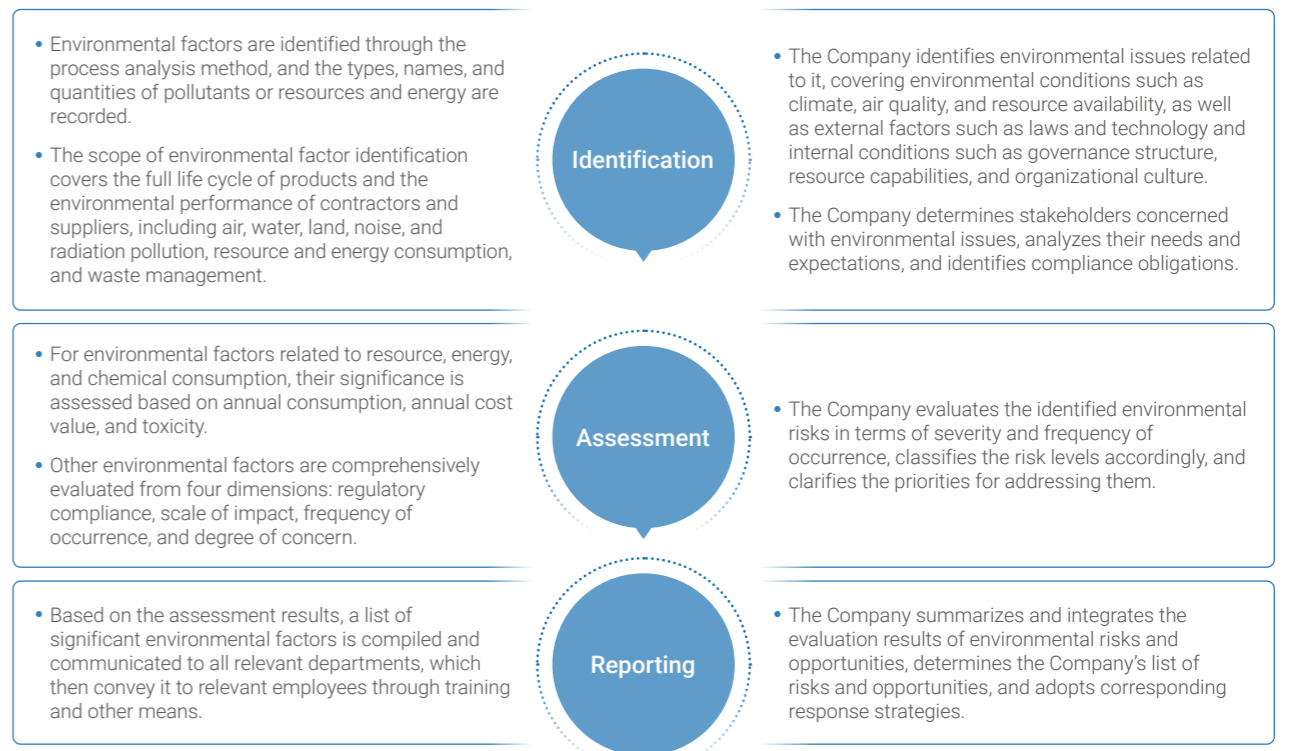 • Environmental factors are identified through the
process analysis method, and the types, names, and
quantities of pollutants or resources and energy are
recorded.
• The scope of environmental factor identification
covers the full life cycle of products and the
environmental performance of contractors and
suppliers, including air, water, land, noise, and
radiation pollution, resource and energy consumption,
and waste management.
Identification
• The Company identifies environmental issues related
to it, covering environmental conditions such as
climate, air quality, and resource availability, as well
as external factors such as laws and technology and
internal conditions such as governance structure,
resource capabilities, and organizational culture.
• The Company determines stakeholders concerned
with environmental issues, analyzes their needs and
expectations, and identifies compliance obligations.
• For environmental factors related to resource, energy,
and chemical consumption, their significance is
assessed based on annual consumption, annual cost
value, and toxicity.
• Other environmental factors are comprehensively
evaluated from four dimensions: regulatory
compliance, scale of impact, frequency of
occurrence, and degree of concern.
Assessment
• The Company evaluates the identified environmental
risks in terms of severity and frequency of
occurrence, classifies the risk levels accordingly, and
clarifies the priorities for addressing them.
• Based on the assessment results, a list of
significant environmental factors is compiled and
communicated to all relevant departments, which
then convey it to relevant employees through training
and other means.
Reporting
• The Company summarizes and integrates the
evaluation results of environmental risks and
opportunities, determines the Company's list of
risks and opportunities, and adopts corresponding
response strategies.